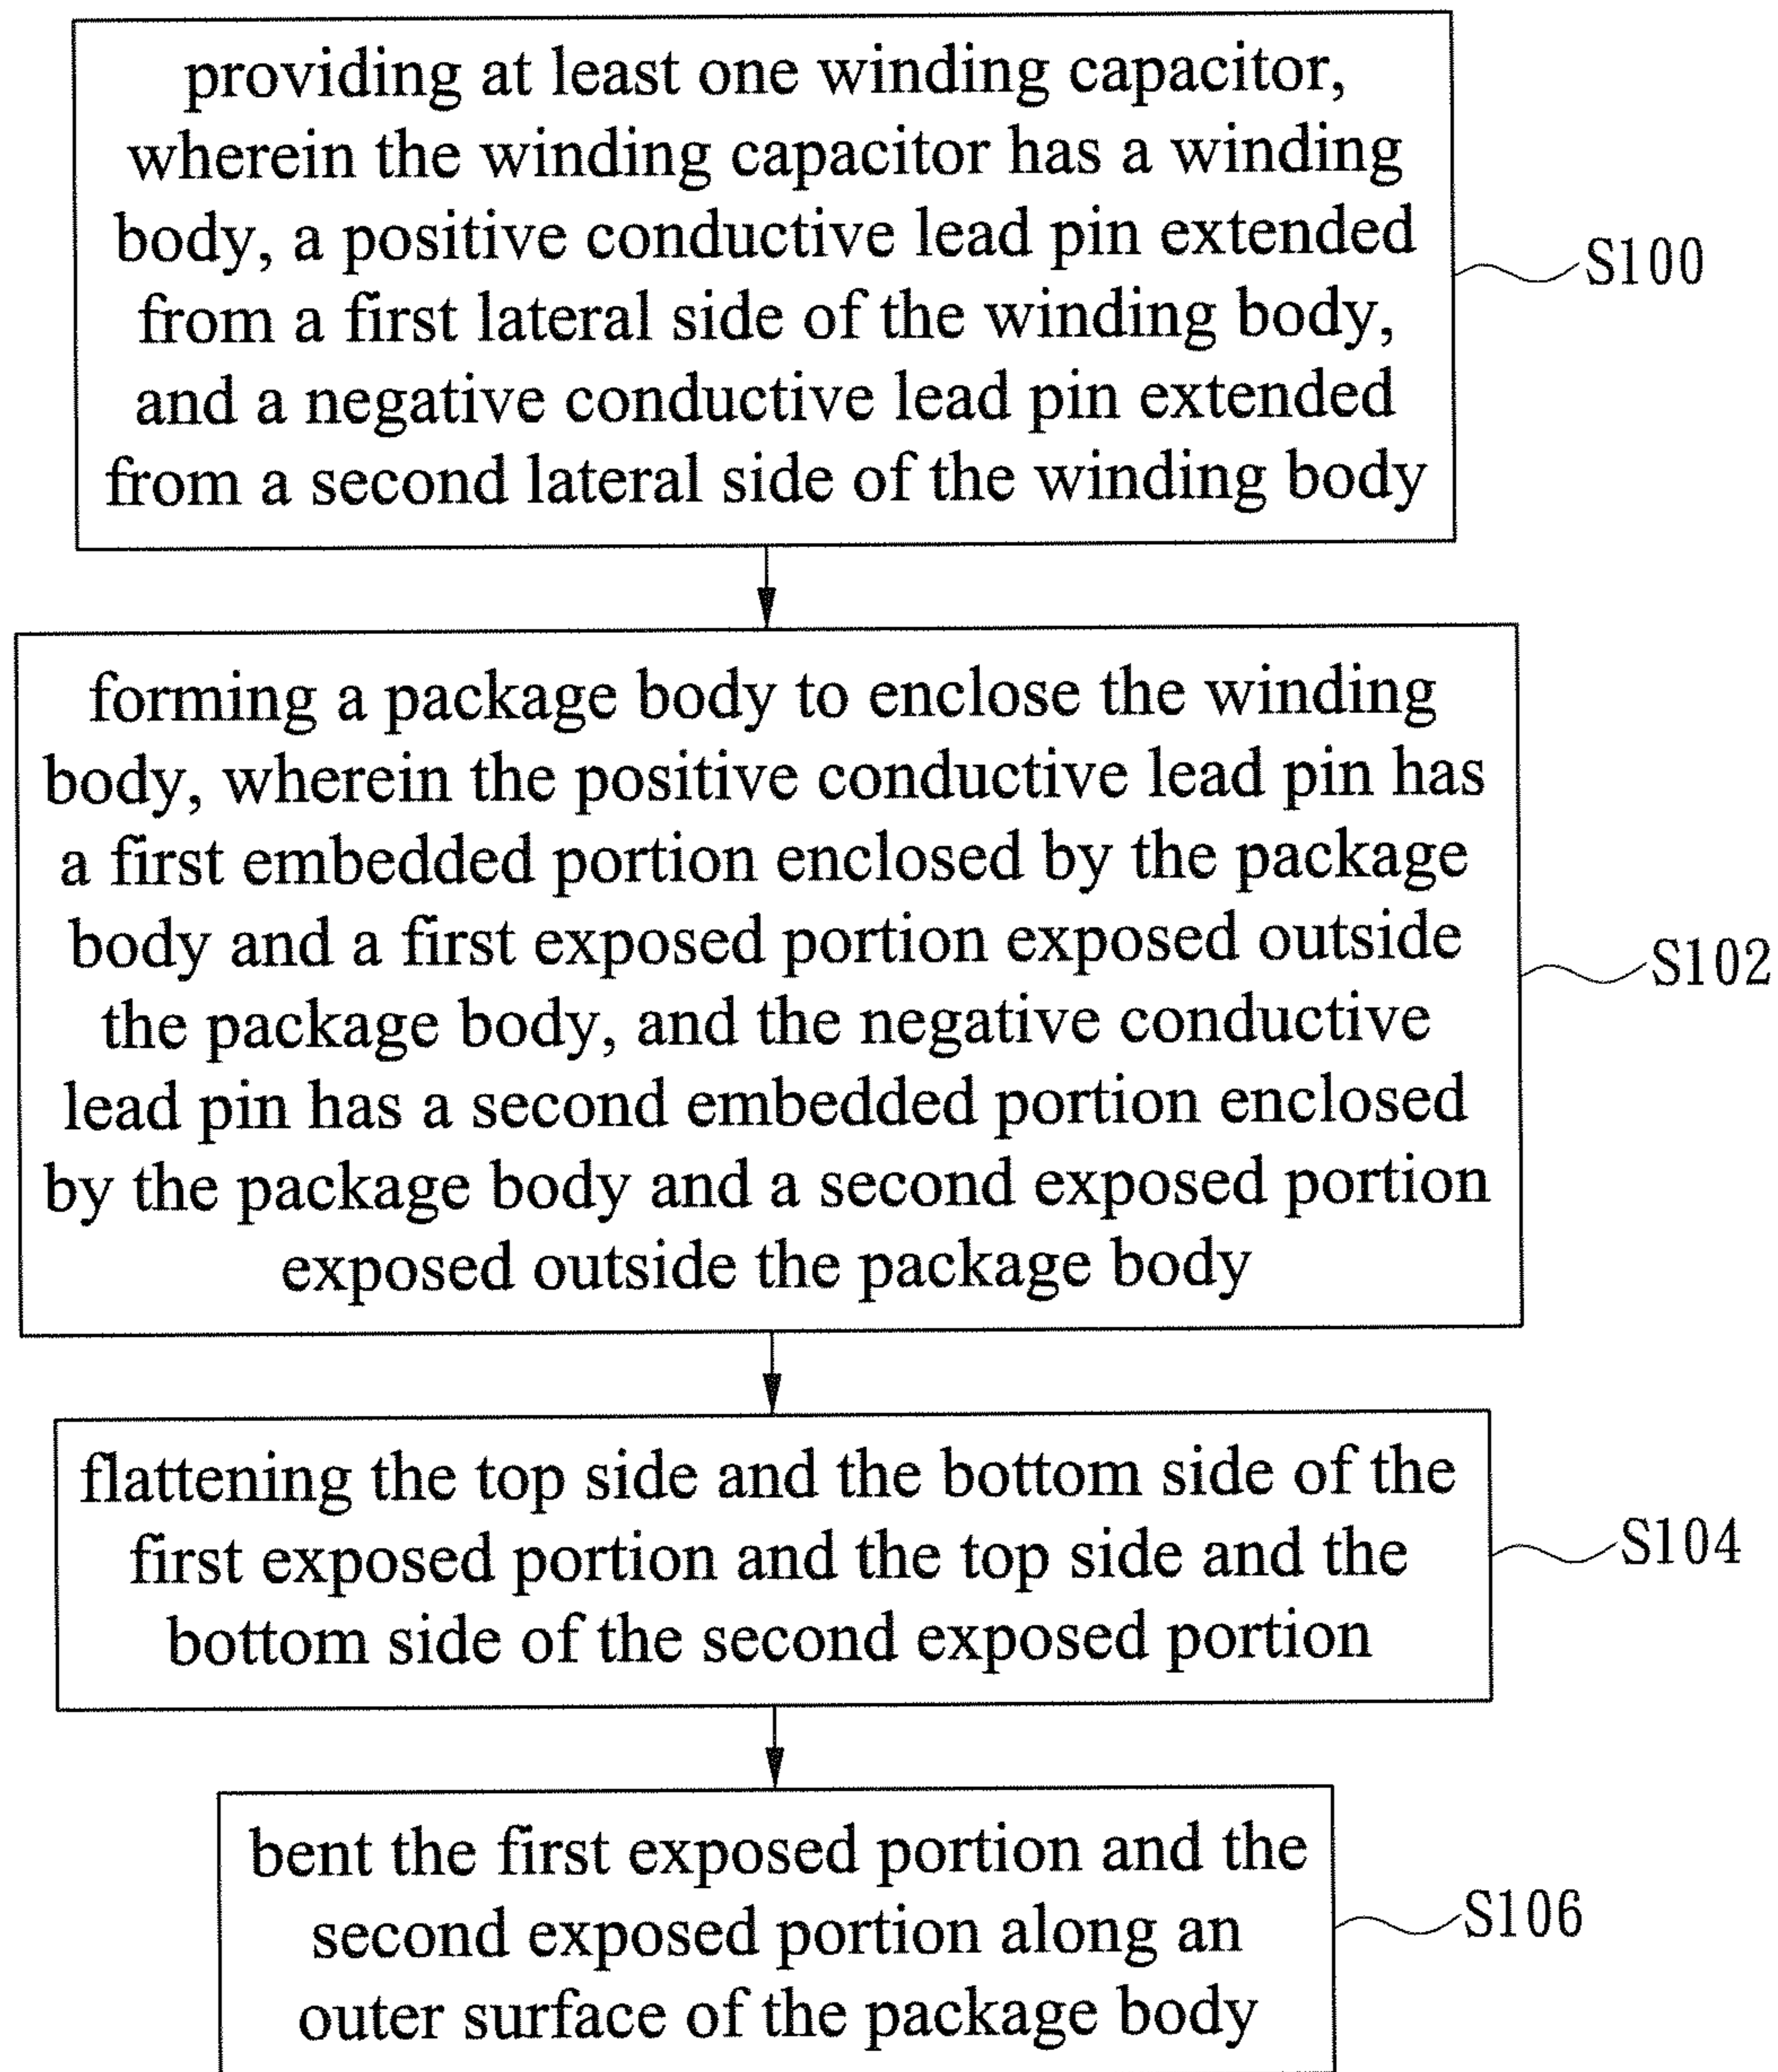 providing at least one winding capacitor,
wherein the winding capacitor has a winding
body, a positive conductive lead pin extended
from a first lateral side of the winding body,
and a negative conductive lead pin extended
from a second lateral side of the winding body
S100
forming a package body to enclose the winding
body, wherein the positive conductive lead pin has
a first embedded portion enclosed by the package
body and a first exposed portion exposed outside
the package body, and the negative conductive
lead pin has a second embedded portion enclosed
by the package body and a second exposed portion
exposed outside the package body
S102
flattening the top side and the bottom side of the
first exposed portion and the top side and the
bottom side of the second exposed portion
S104
bent the first exposed portion and the
second exposed portion along an
outer surface of the package body
S106